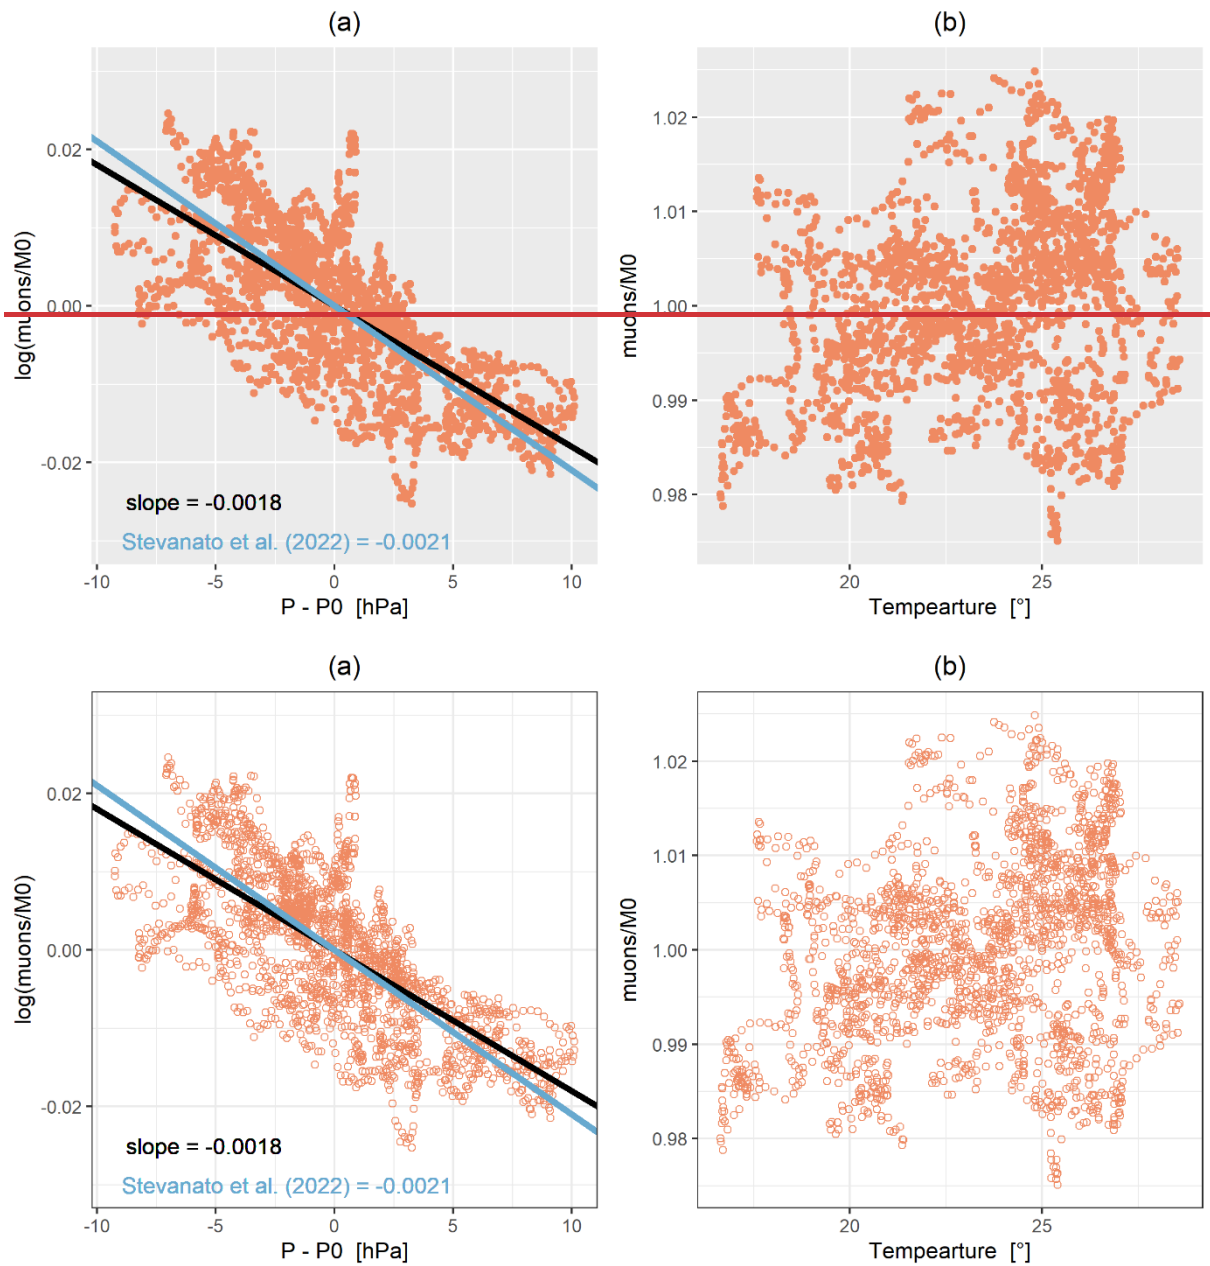 (a)
(b)
log(muons/M0)
0.02
0.00
-0.02
slope = -0.0018
Stevanato et al. (2022) = -0.0021
-10
-5
0
5
10
P - P0 [hPa]
muons/M0
1.02
1.01
1.00
0.99
0.98
20
25
Tempearture [°]
(a)
(b)
log(muons/M0)
0.02
0.00
-0.02
slope = -0.0018
Stevanato et al. (2022) = -0.0021
-10
-5
0
5
10
P - P0 [hPa]
muons/M0
1.02
1.01
1.00
0.99
0.98
20
25
Tempearture [°]